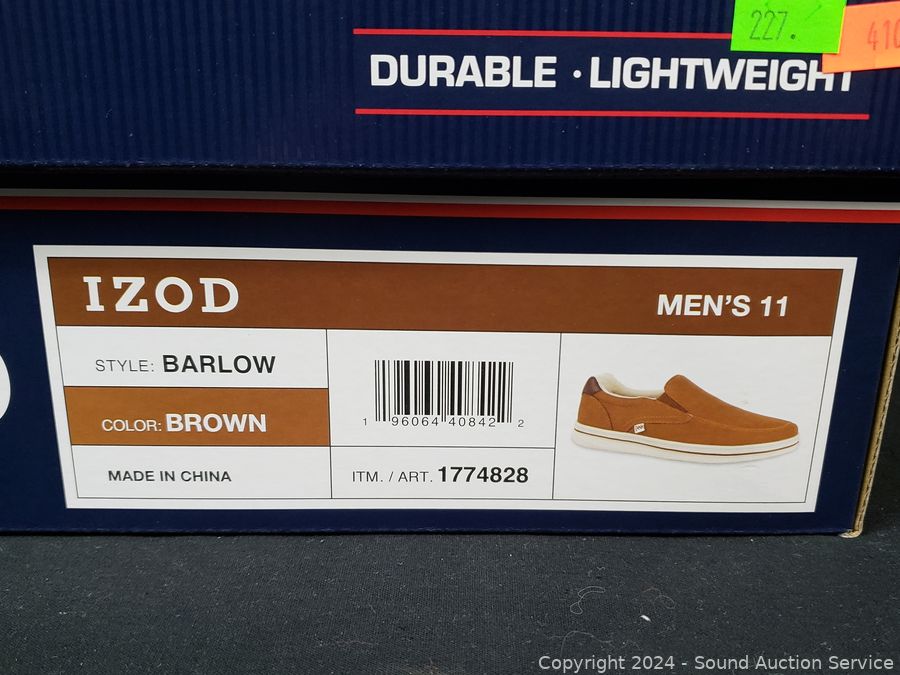 227.
410
DURABLE · LIGHTWEIGHT
IZOD
MEN'S 11
STYLE: BARLOW
COLOR: BROWN
MADE IN CHINA
1 96064 40842 2
ITM. / ART. 1774828
Copyright 2024 - Sound Auction Service